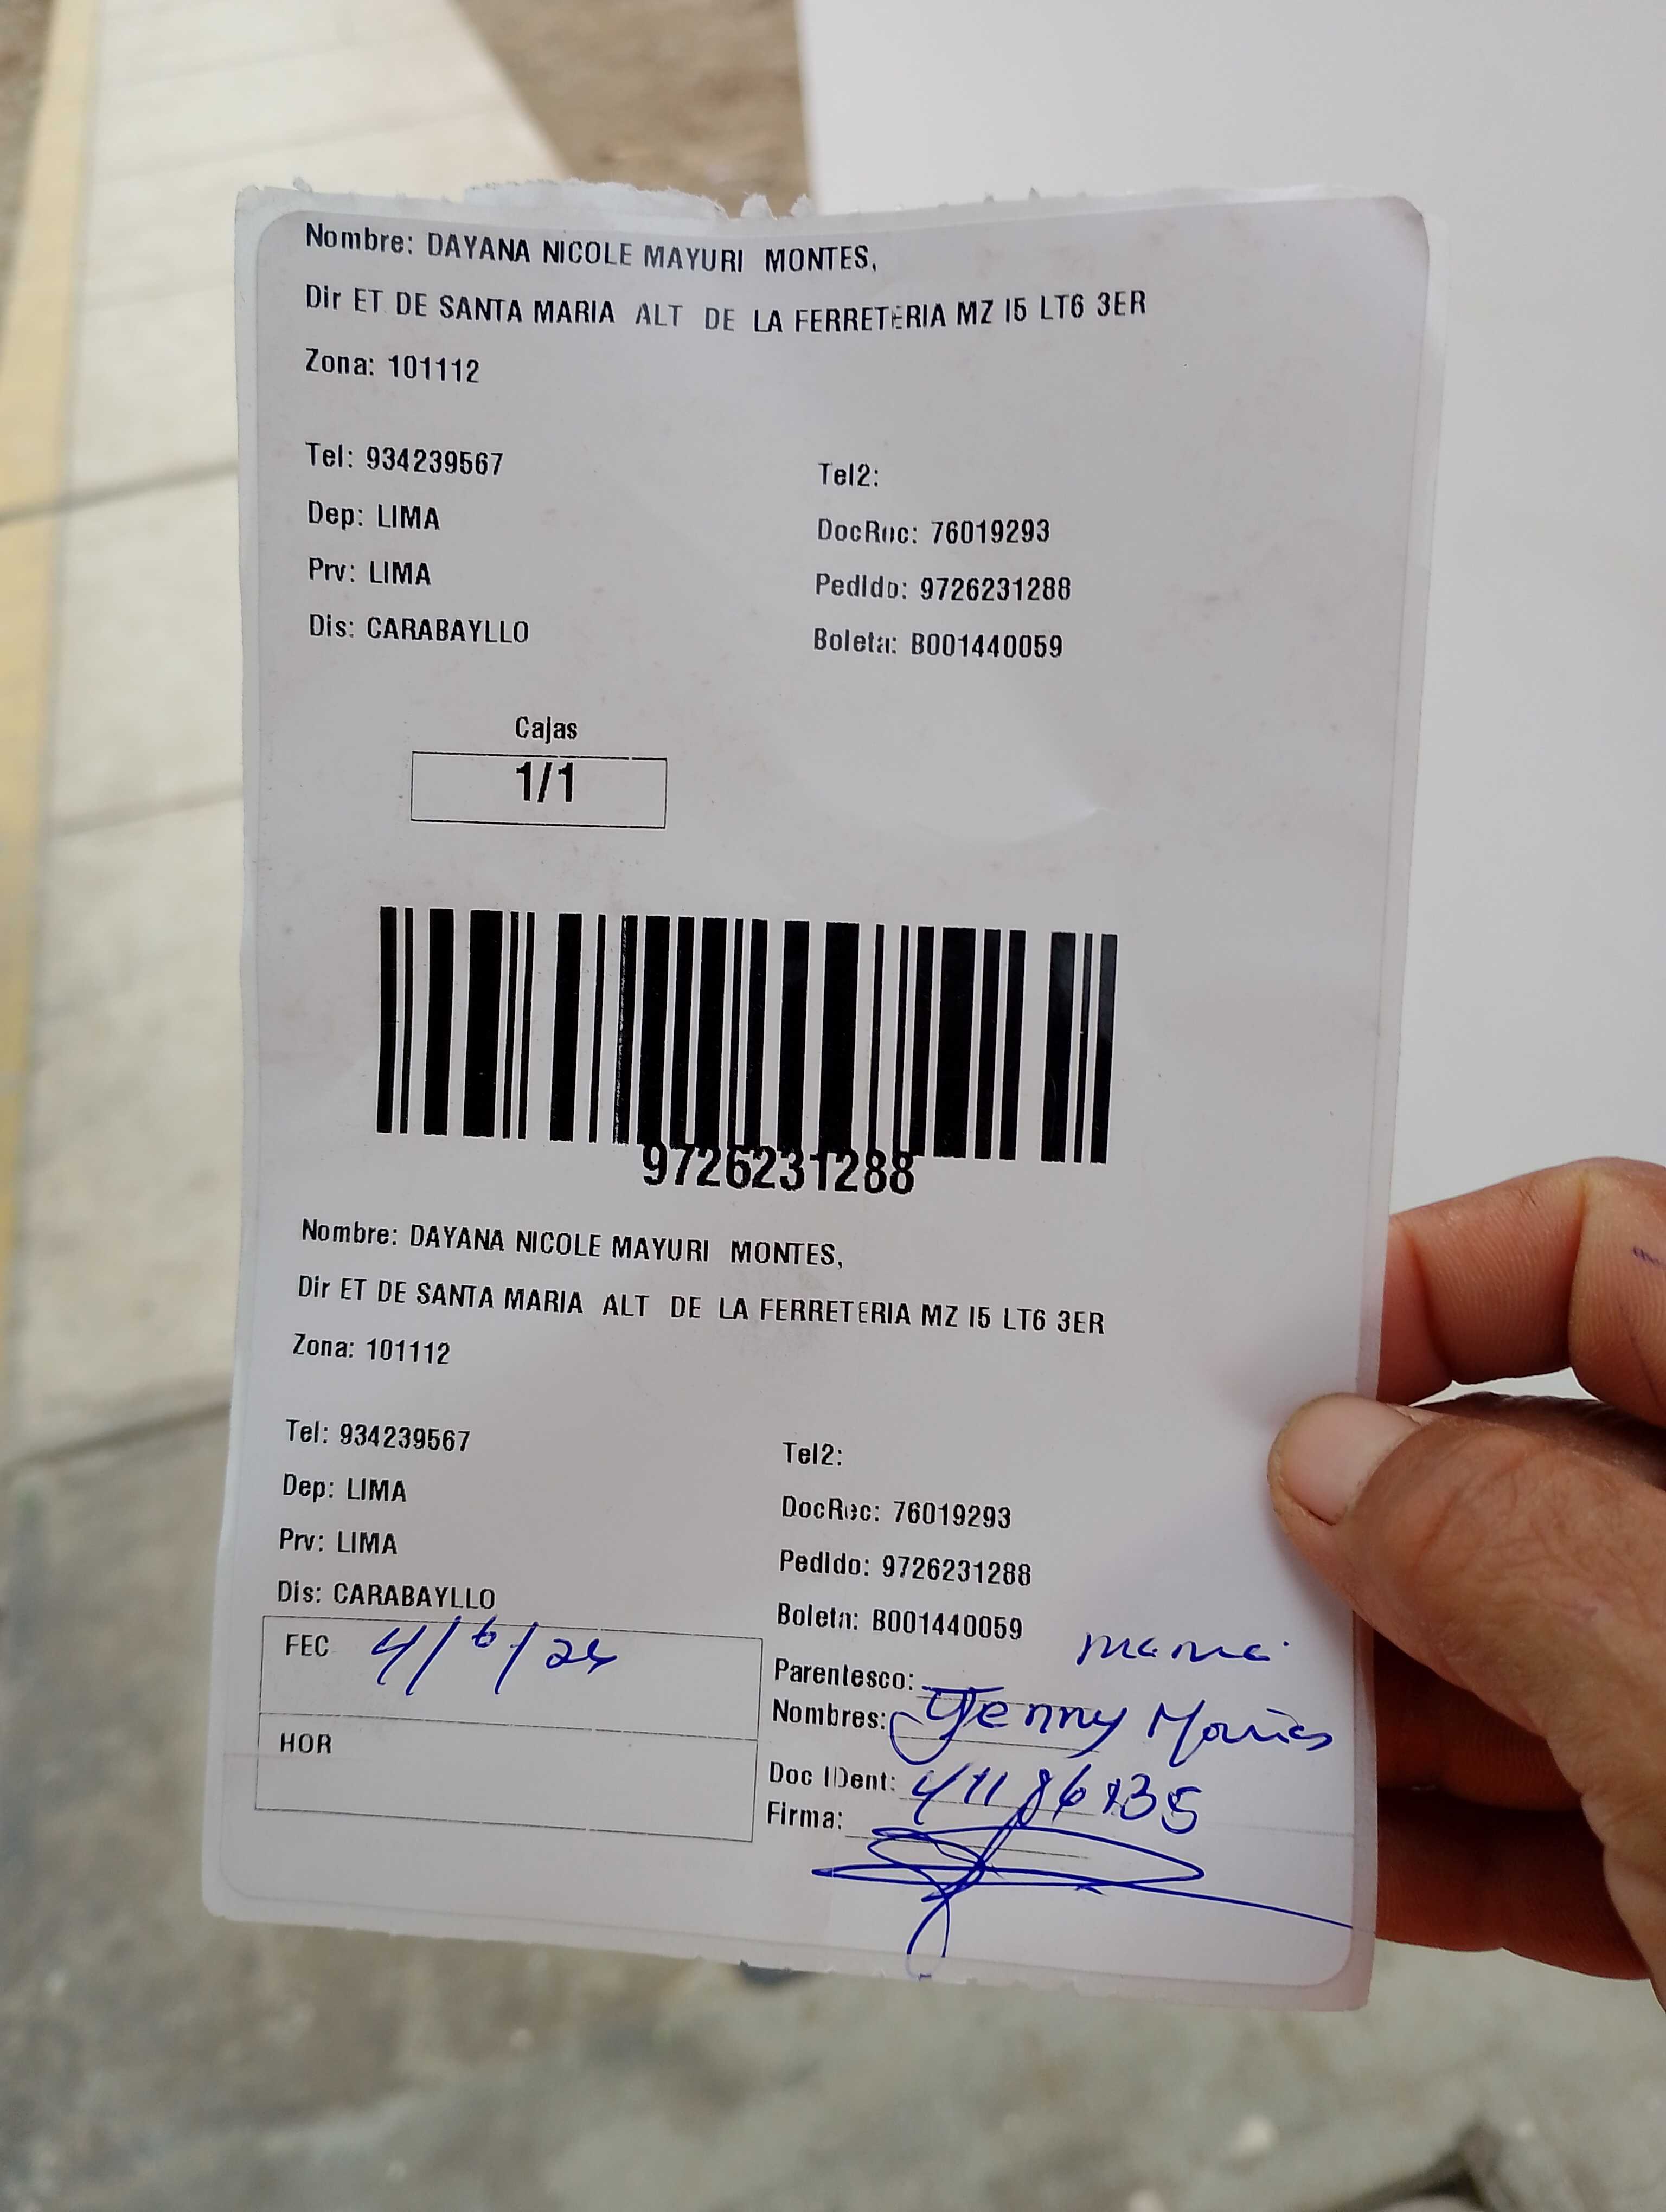 Nombre: DAYANA NICOLE MAYURI MONTES,
Dir ET DE SANTA MARIA ALT DE LA FERRETERIA MZ I5 LT6 3ER
Zona: 101112
Tel: 934239567
Tel2:
Dep: LIMA
DocRec: 76019293
Prv: LIMA
Pedido: 9726231288
Dis: CARABAYLLO
Boleta: B001440059
Cajas
1/1
9726231288
Nombre: DAYANA NICOLE MAYURI MONTES,
Dir ET DE SANTA MARIA ALT DE LA FERRETERIA MZ I5 LT6 3ER
Zona: 101112
Tel: 934239567
Tel2:
Dep: LIMA
DocRec: 76019293
Prv: LIMA
Pedido: 9726231288
Dis: CARABAYLLO
Boleta: B001440059
FEC 4/6/24
Parentesco: mama
Nombres: Yenny
HOR
Doc IDent:
Firma: